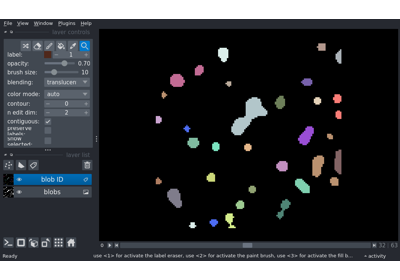 File View Window Plugins Help
layer controls
label: 1
opacity: 0.70
brush size: 10
blending: translucen
color mode: auto
contour: 0
n edit dim: 2
contiguous:
preserve
labels:
show
selected:
layer list
blob ID
blobs
32 63
Ready use <1> for activate the label eraser, use <2> for activate the paint brush, use <3> for activate the fill b... activity